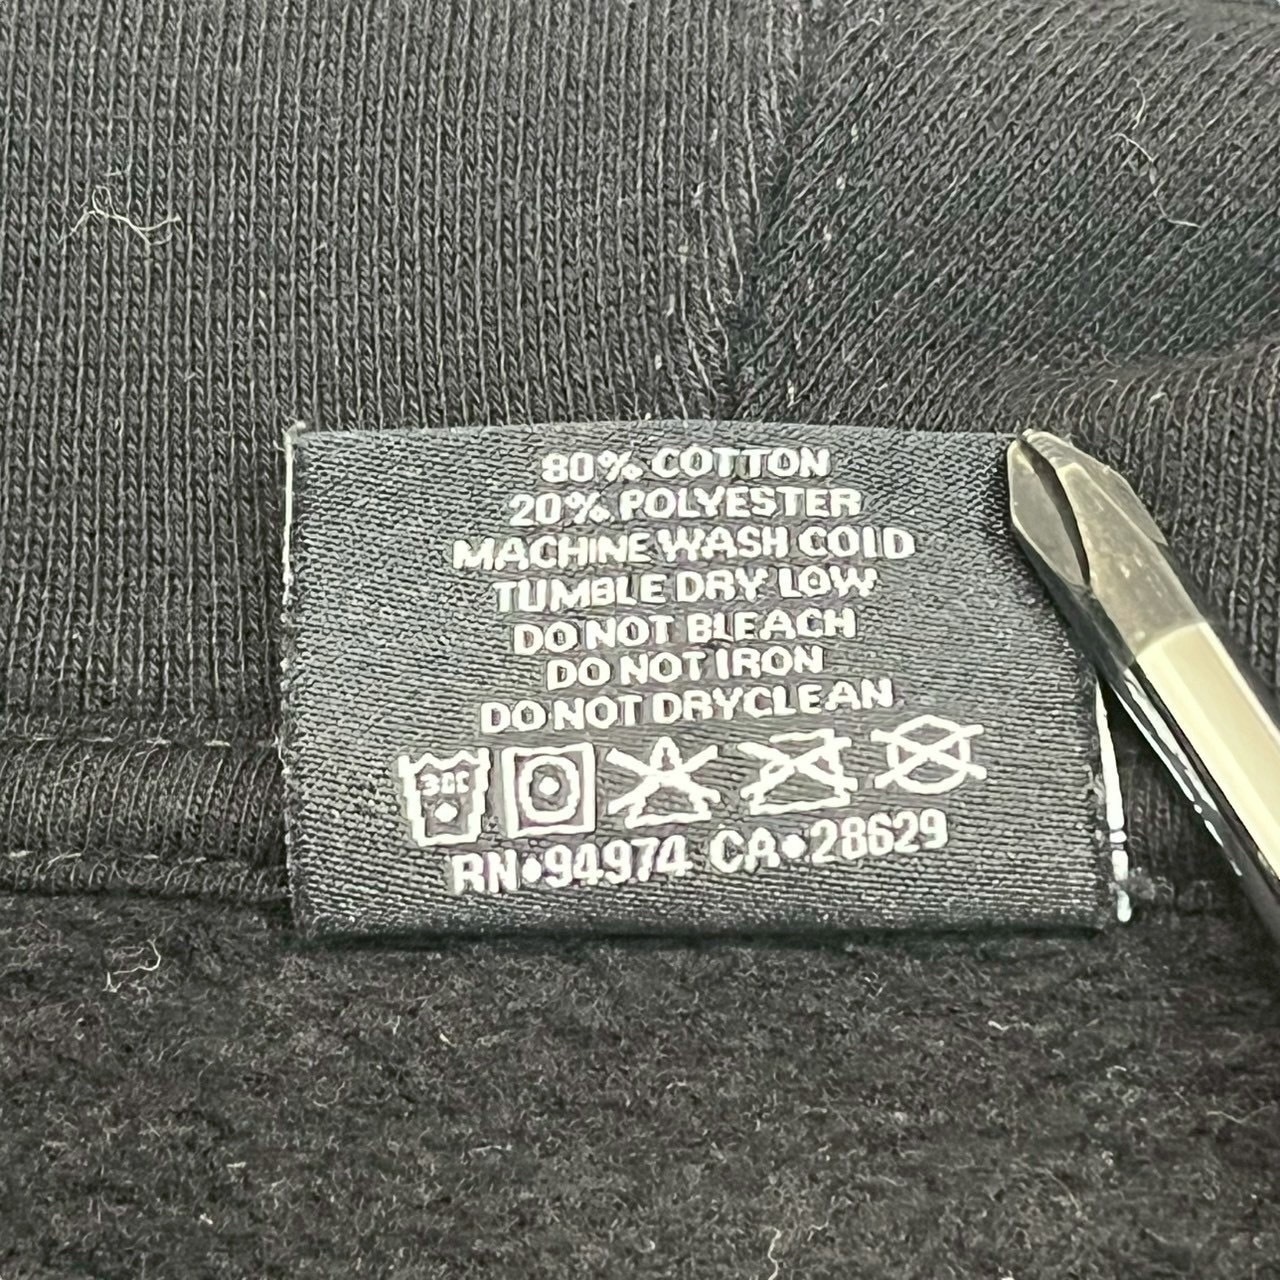 80% COTTON
20% POLYESTER
MACHINE WASH COLD
TUMBLE DRY LOW
DO NOT BLEACH
DO NOT IRON
DO NOT DRYCLEAN
30C
RN•94974 CA•28629